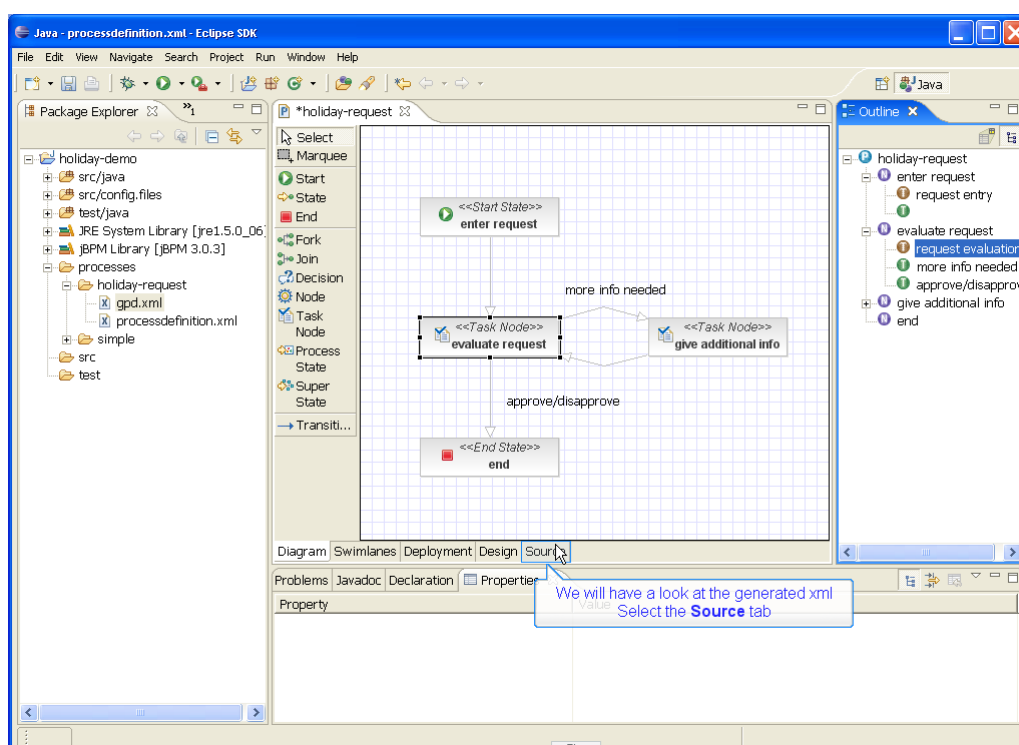 Java - processdefinition.xml - Eclipse SDK
File Edit View Navigate Search Project Run Window Help
Java
Package Explorer
»1
*holiday-request
Outline
holiday-demo
src/java
src/config.files
test/java
JRE System Library [jre1.5.0_06]
jBPM Library [jBPM 3.0.3]
processes
holiday-request
gpd.xml
processdefinition.xml
simple
src
test
Select
Marquee
Start
State
End
Fork
Join
Decision
Node
Task
Node
Process
State
Super
State
Transiti...
<<Start State>>
enter request
more info needed
<<Task Node>>
evaluate request
<<Task Node>>
give additional info
approve/disapprove
<<End State>>
end
holiday-request
enter request
request entry
evaluate request
request evaluation
more info needed
approve/disapprov
give additional info
end
Diagram Swimlanes Deployment Design Source
Problems Javadoc Declaration Properties
Property
Value
We will have a look at the generated xml
Select the Source tab